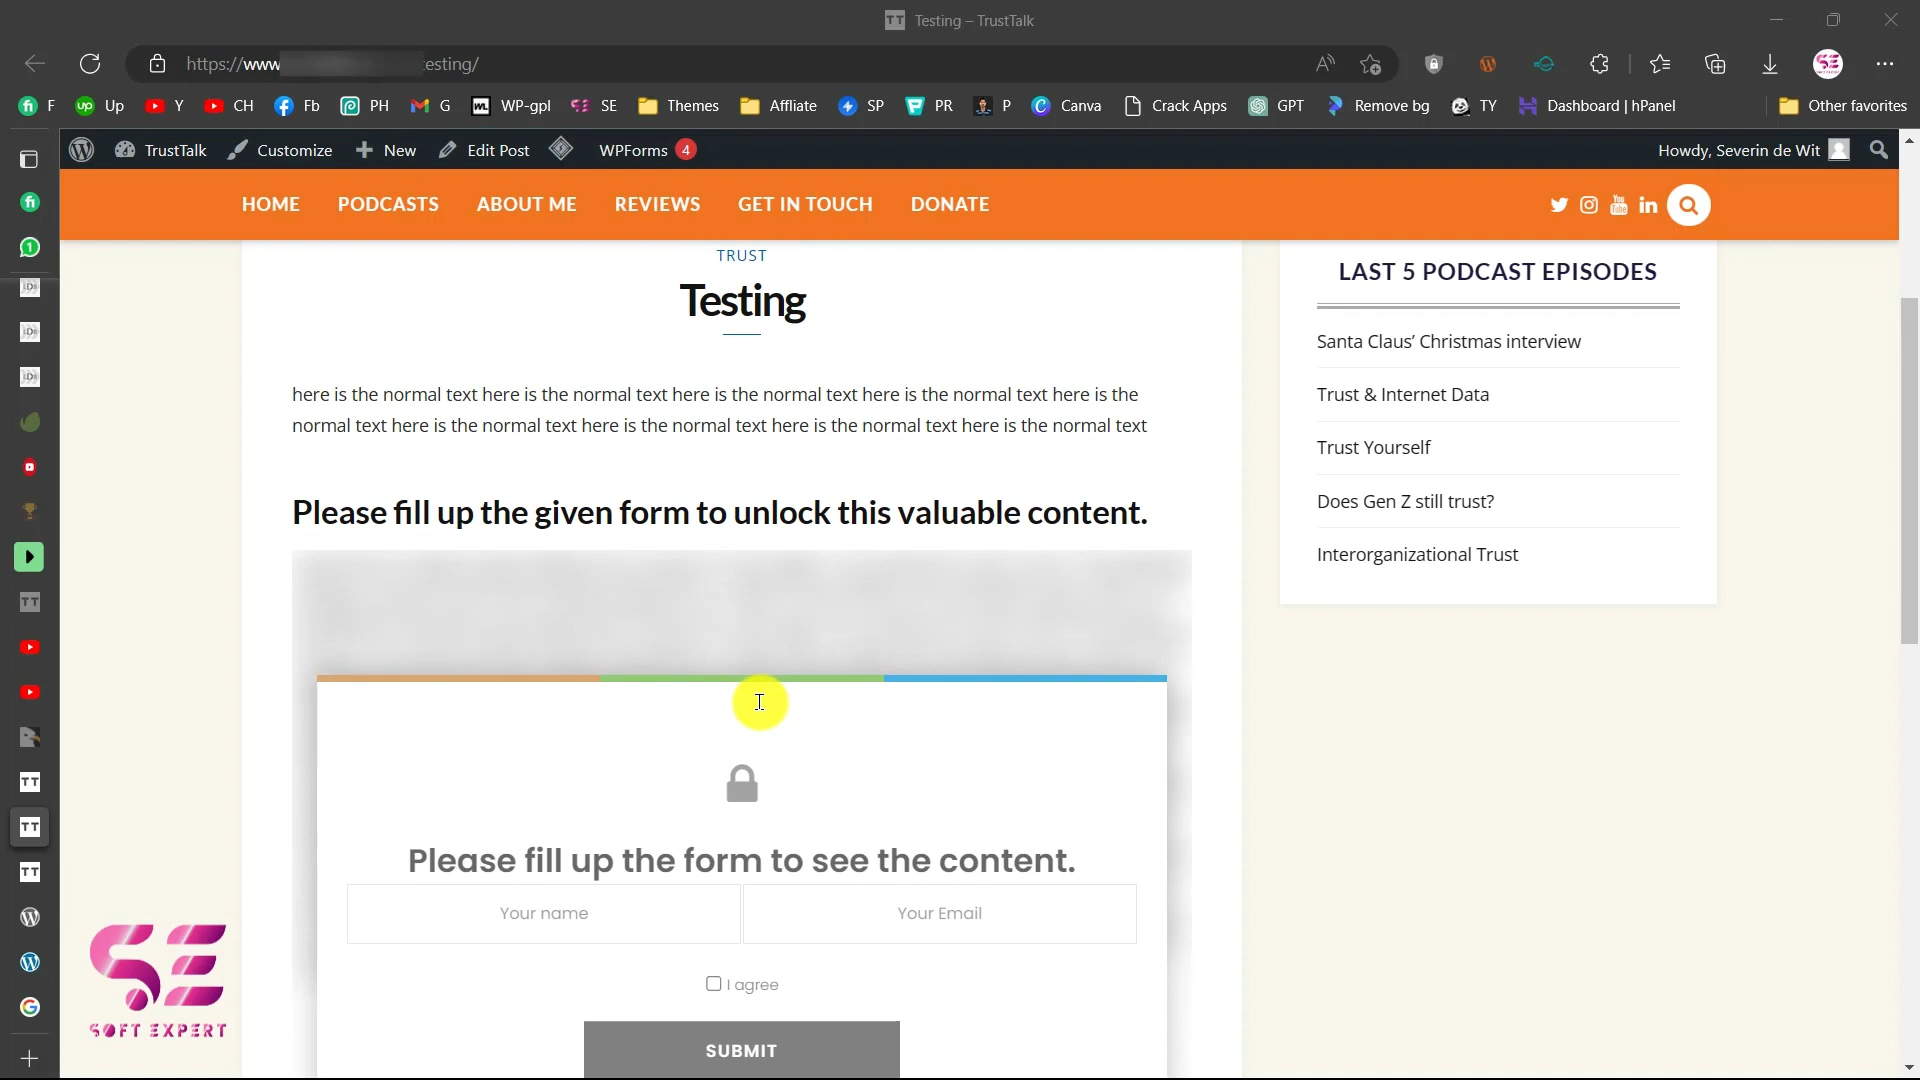 TT Testing – TrustTalk
https://www esting/
F Up Y CH Fb PH G WP-gpl SE Themes Affliate SP PR P Canva Crack Apps GPT Remove bg TY Dashboard | hPanel Other favorites
TrustTalk Customize New Edit Post WPForms 4 Howdy, Severin de Wit
HOME PODCASTS ABOUT ME REVIEWS GET IN TOUCH DONATE
TRUST
Testing
here is the normal text here is the normal text here is the normal text here is the normal text here is the
normal text here is the normal text here is the normal text here is the normal text here is the normal text
Please fill up the given form to unlock this valuable content.
Please fill up the form to see the content.
Your name Your Email
I agree
SUBMIT
LAST 5 PODCAST EPISODES
Santa Claus’ Christmas interview
Trust & Internet Data
Trust Yourself
Does Gen Z still trust?
Interorganizational Trust
SE
SOFT EXPERT